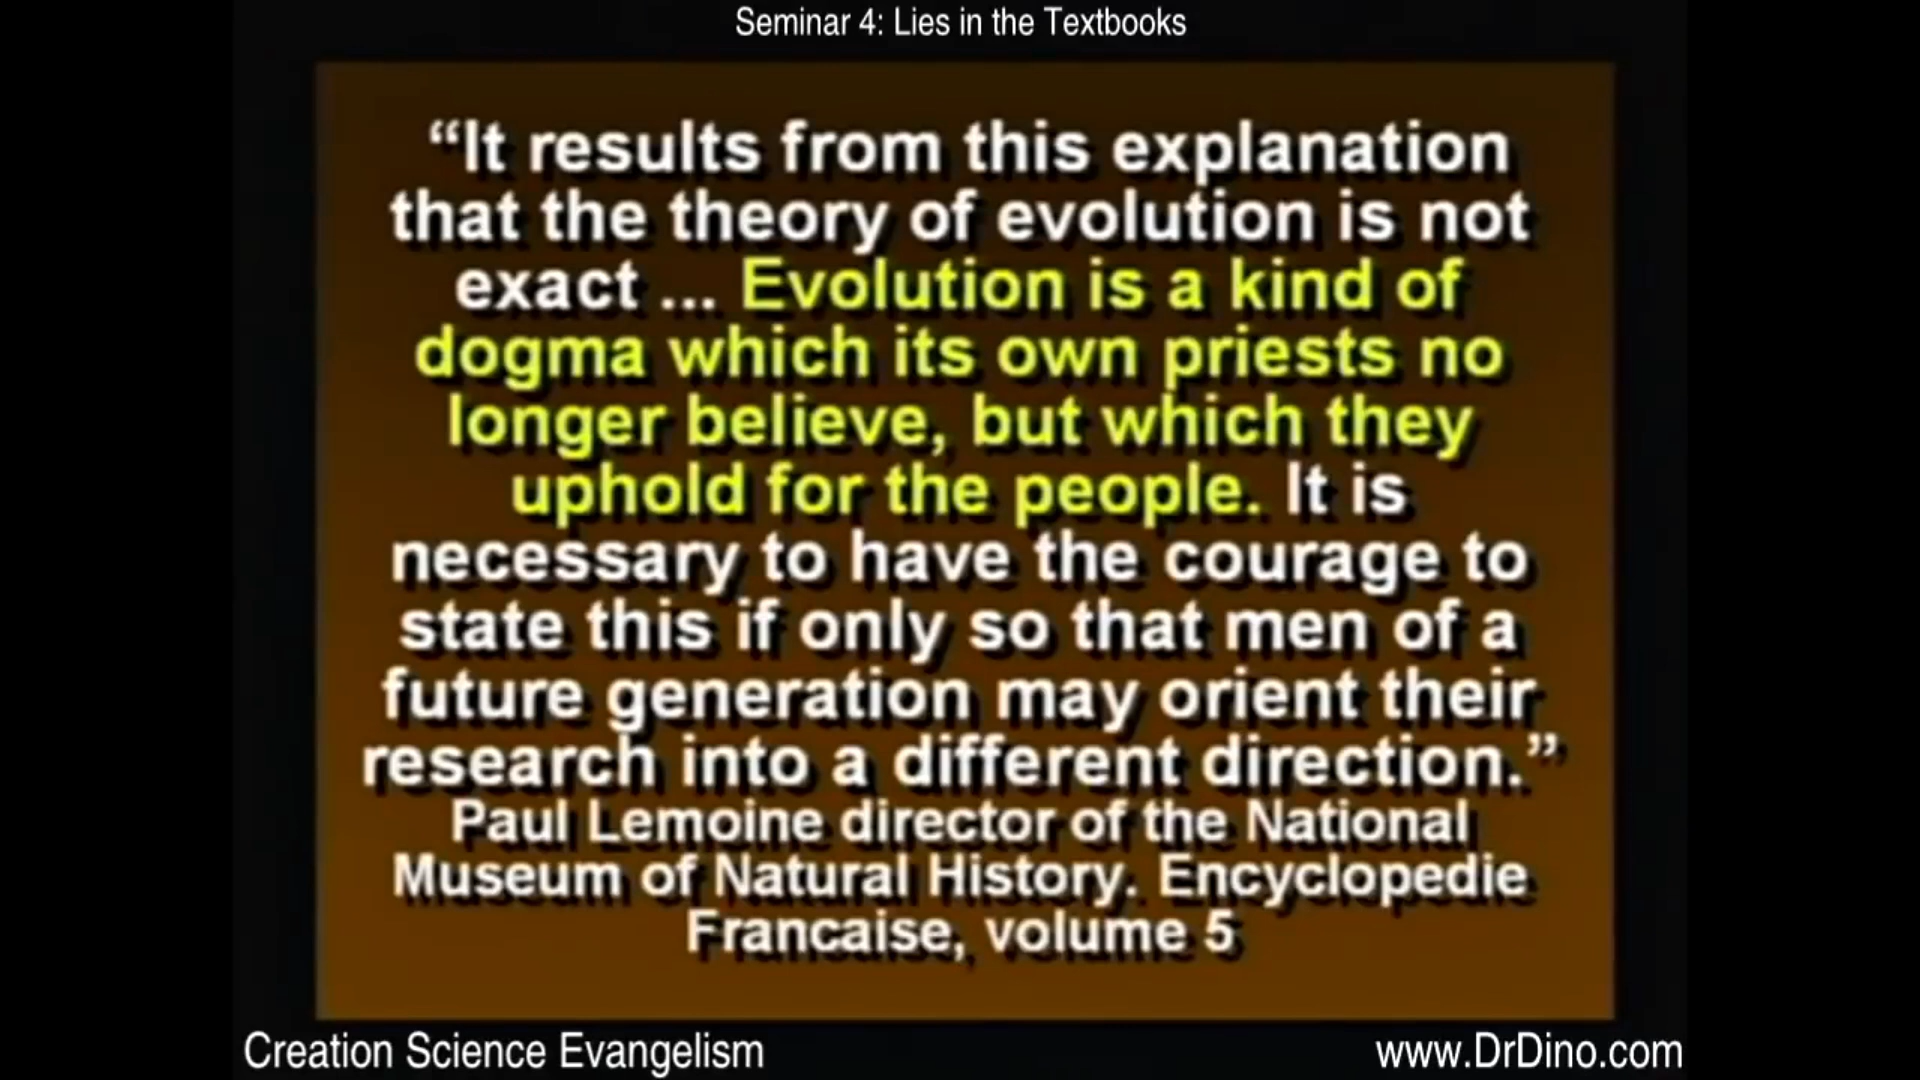 Seminar 4: Lies in the Textbooks
“It results from this explanation
that the theory of evolution is not
exact ... Evolution is a kind of
dogma which its own priests no
longer believe, but which they
uphold for the people. It is
necessary to have the courage to
state this if only so that men of a
future generation may orient their
research into a different direction.”
Paul Lemoine director of the National
Museum of Natural History. Encyclopedie
Francaise, volume 5
Creation Science Evangelism
www.DrDino.com